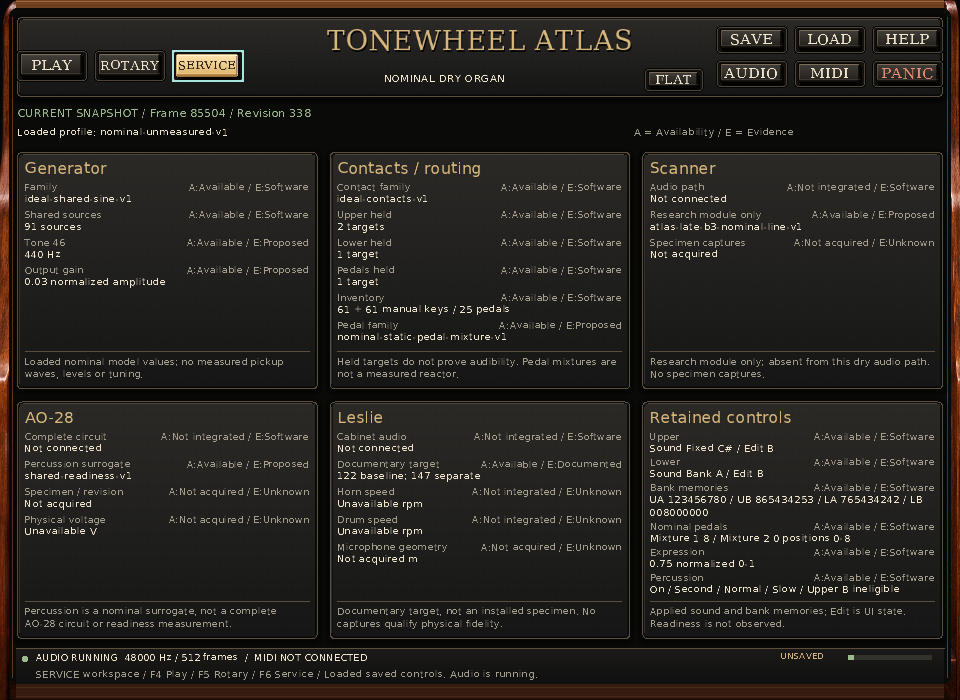 TONEWHEEL ATLAS
SAVE LOAD HELP
PLAY ROTARY SERVICE
NOMINAL DRY ORGAN
FLAT AUDIO MIDI PANIC
CURRENT SNAPSHOT / Frame 85504 / Revision 338
Loaded profile: nominal-unmeasured-v1
A = Availability / E = Evidence
Generator
Family A:Available / E:Software
ideal-shared-sine-v1
Shared sources A:Available / E:Software
91 sources
Tone 46 A:Available / E:Proposed
440 Hz
Output gain A:Available / E:Proposed
0.03 normalized amplitude
Loaded nominal model values; no measured pickup
waves, levels or tuning.
Contacts / routing
Contact family A:Available / E:Software
ideal-contacts-v1
Upper held A:Available / E:Software
2 targets
Lower held A:Available / E:Software
1 target
Pedals held A:Available / E:Software
1 target
Inventory A:Available / E:Software
61 + 61 manual keys / 25 pedals
Pedal family A:Available / E:Proposed
nominal-static-pedal-mixture-v1
Held targets do not prove audibility. Pedal mixtures are
not a measured reactor.
Scanner
Audio path A:Not integrated / E:Software
Not connected
Research module only A:Available / E:Proposed
atlas-late-b3-nominal-line-v1
Specimen captures A:Not acquired / E:Unknown
Not acquired
Research module only; absent from this dry audio path.
No specimen captures.
AO-28
Complete circuit A:Not integrated / E:Software
Not connected
Percussion surrogate A:Available / E:Proposed
shared-readiness-v1
Specimen / revision A:Not acquired / E:Unknown
Not acquired
Physical voltage A:Not acquired / E:Unknown
Unavailable V
Percussion is a nominal surrogate, not a complete
AO-28 circuit or readiness measurement.
Leslie
Cabinet audio A:Not integrated / E:Software
Not connected
Documentary target A:Available / E:Documented
122 baseline; 147 separate
Horn speed A:Not integrated / E:Unknown
Unavailable rpm
Drum speed A:Not integrated / E:Unknown
Unavailable rpm
Microphone geometry A:Not acquired / E:Unknown
Not acquired m
Documentary target, not an installed specimen. No
captures qualify physical fidelity.
Retained controls
Upper A:Available / E:Software
Sound Fixed C# / Edit B
Lower A:Available / E:Software
Sound Bank A / Edit B
Bank memories A:Available / E:Software
UA 123456780 / UB 865434253 / LA 765434242 / LB
008000000
Nominal pedals A:Available / E:Software
Mixture 1 8 / Mixture 2 0 positions 0-8
Expression A:Available / E:Software
0.75 normalized 0-1
Percussion A:Available / E:Software
On / Second / Normal / Slow / Upper B ineligible
Applied sound and bank memories; Edit is UI state.
Readiness is not observed.
AUDIO RUNNING 48000 Hz / 512 frames / MIDI NOT CONNECTED
UNSAVED
SERVICE workspace / F4 Play / F5 Rotary / F6 Service / Loaded saved controls. Audio is running.